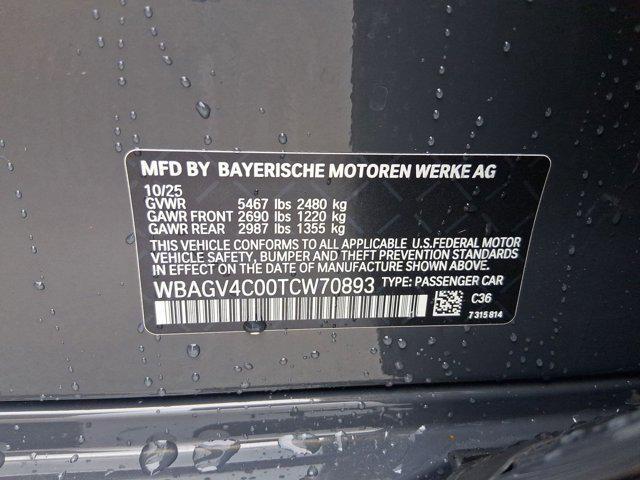 MFD BY BAYERISCHE MOTOREN WERKE AG
10/25
GVWR 5467 lbs 2480 kg
GAWR FRONT 2690 lbs 1220 kg
GAWR REAR 2987 lbs 1355 kg
THIS VEHICLE CONFORMS TO ALL APPLICABLE U.S.FEDERAL MOTOR
VEHICLE SAFETY, BUMPER, AND THEFT PREVENTION STANDARDS
IN EFFECT ON THE DATE OF MANUFACTURE SHOWN ABOVE.
WBAGV4C00TCW70893 TYPE: PASSENGER CAR
C36
7 315 814